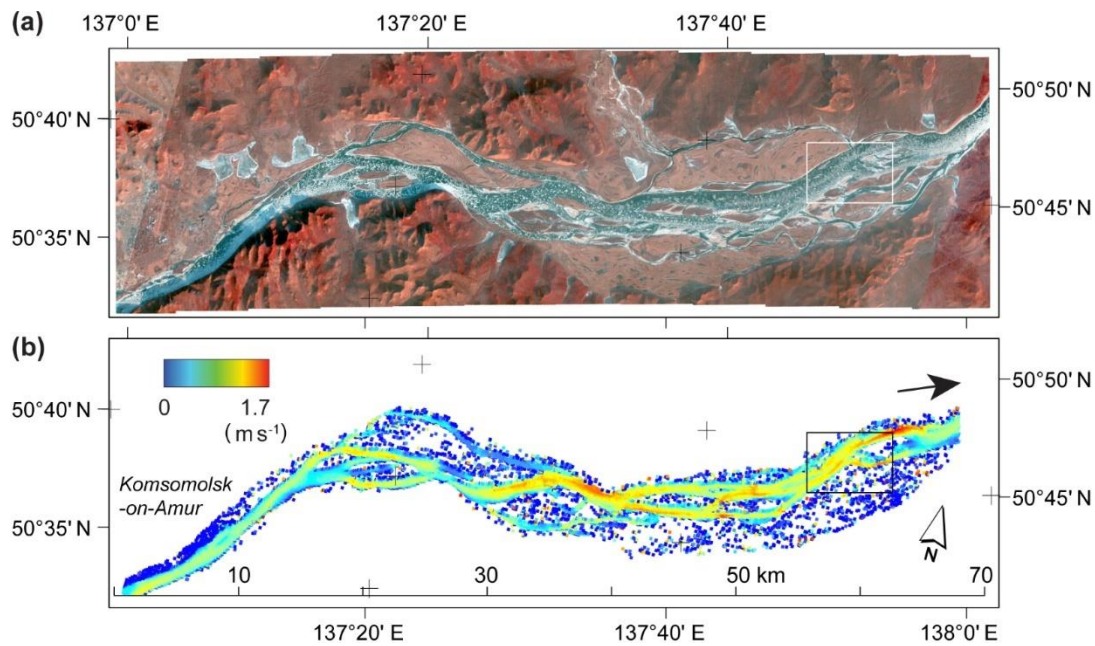 (a)
137°0' E
137°20' E
137°40' E
50°40' N
50°35' N
50°50' N
50°45' N
(b)
0
1.7
(m s⁻¹)
50°40' N
50°35' N
50°50' N
50°45' N
Komsomolsk
-on-Amur
N
10
30
50 km
70
137°20' E
137°40' E
138°0' E